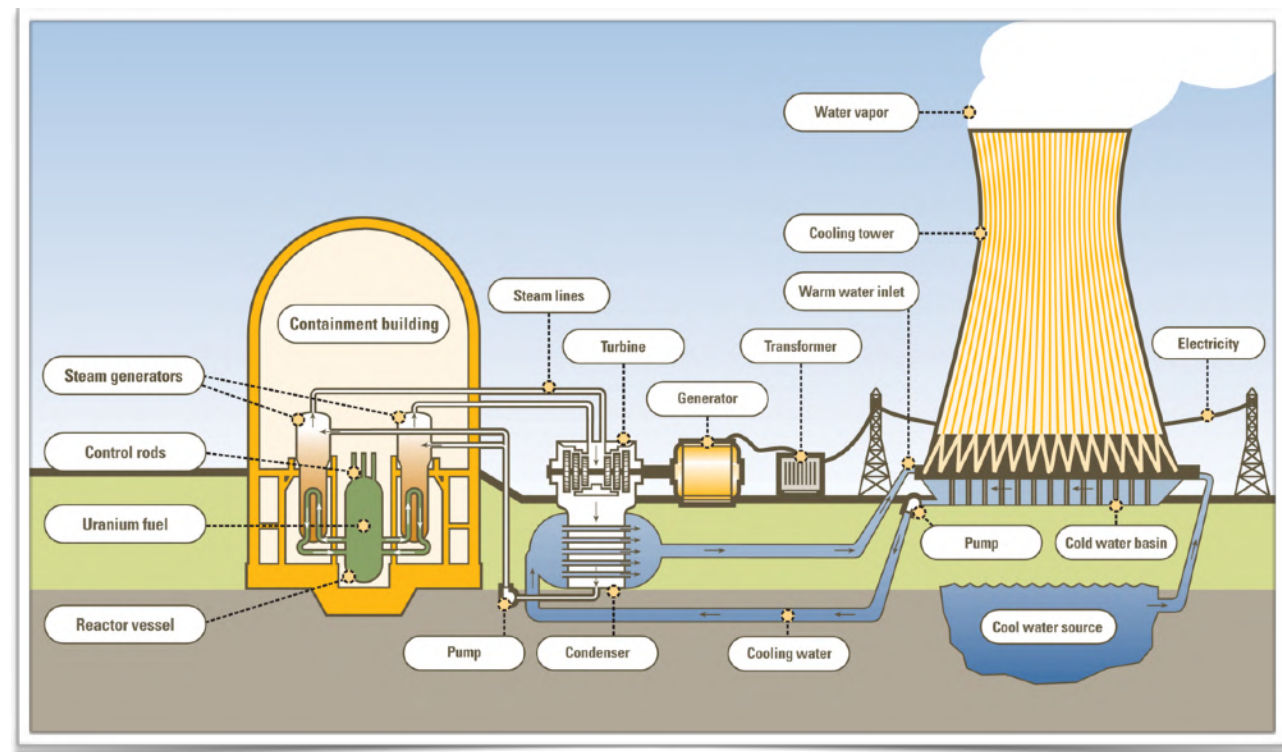 Water vapor
Cooling tower
Steam lines
Warm water inlet
Containment building
Turbine
Transformer
Electricity
Steam generators
Generator
Control rods
Uranium fuel
Pump
Cold water basin
Reactor vessel
Cool water source
Pump
Condenser
Cooling water